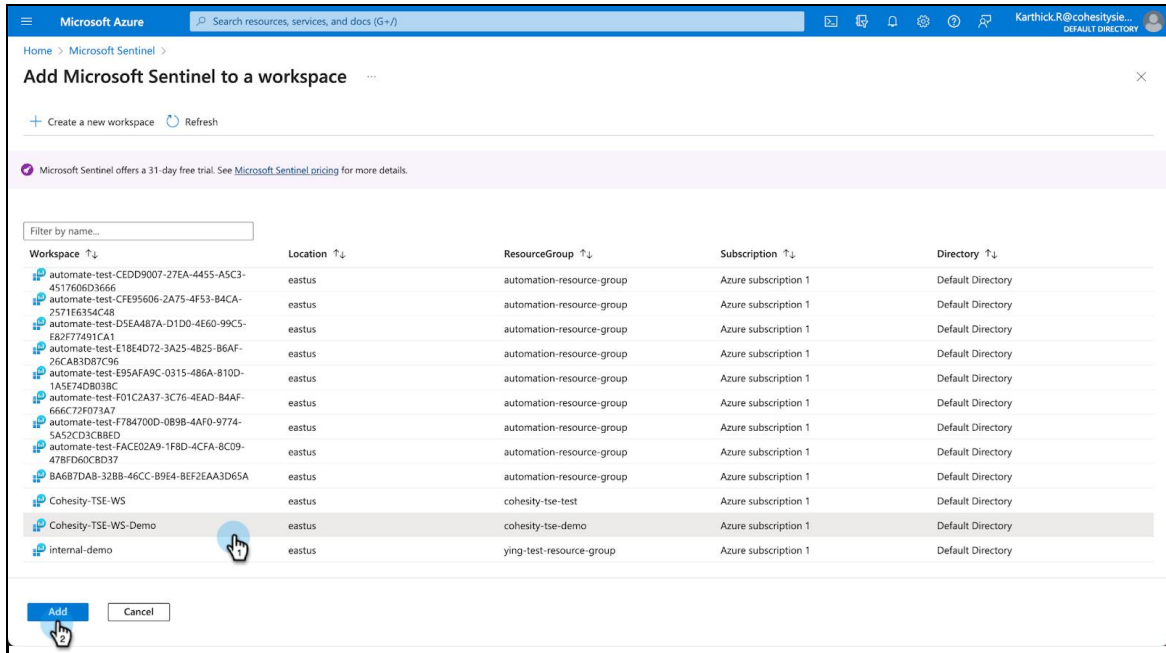 Microsoft Azure
Search resources, services, and docs (G+/)
Karthick.R@cohesitysie...
DEFAULT DIRECTORY
Home > Microsoft Sentinel >
Add Microsoft Sentinel to a workspace ...
+ Create a new workspace Refresh
Microsoft Sentinel offers a 31-day free trial. See Microsoft Sentinel pricing for more details.
Filter by name...
Workspace ↑↓ Location ↑↓ ResourceGroup ↑↓ Subscription ↑↓ Directory ↑↓
automate-test-CEDD9007-27EA-4455-A5C3-
4517606D3666 eastus automation-resource-group Azure subscription 1 Default Directory
automate-test-CFE95606-2A75-4F53-B4CA-
2571E6354C48 eastus automation-resource-group Azure subscription 1 Default Directory
automate-test-D5EA487A-D1D0-4E60-99C5-
E82F77491CA1 eastus automation-resource-group Azure subscription 1 Default Directory
automate-test-E18E4D72-3A25-4B25-B6AF-
26CAB3D87C96 eastus automation-resource-group Azure subscription 1 Default Directory
automate-test-E95AFA9C-0315-486A-810D-
1A5E74DB03BC eastus automation-resource-group Azure subscription 1 Default Directory
automate-test-F01C2A37-3C76-4EAD-B4AF-
666C72F073A7 eastus automation-resource-group Azure subscription 1 Default Directory
automate-test-F784700D-0B9B-4AF0-9774-
5A52CD3CBBED eastus automation-resource-group Azure subscription 1 Default Directory
automate-test-FACE02A9-1F8D-4CFA-8C09-
47BFD60CBD37 eastus automation-resource-group Azure subscription 1 Default Directory
BA6B7DAB-32BB-46CC-B9E4-BEF2EAA3D65A eastus automation-resource-group Azure subscription 1 Default Directory
Cohesity-TSE-WS eastus cohesity-tse-test Azure subscription 1 Default Directory
Cohesity-TSE-WS-Demo eastus cohesity-tse-demo Azure subscription 1 Default Directory
internal-demo eastus ying-test-resource-group Azure subscription 1 Default Directory
1
Add Cancel
2